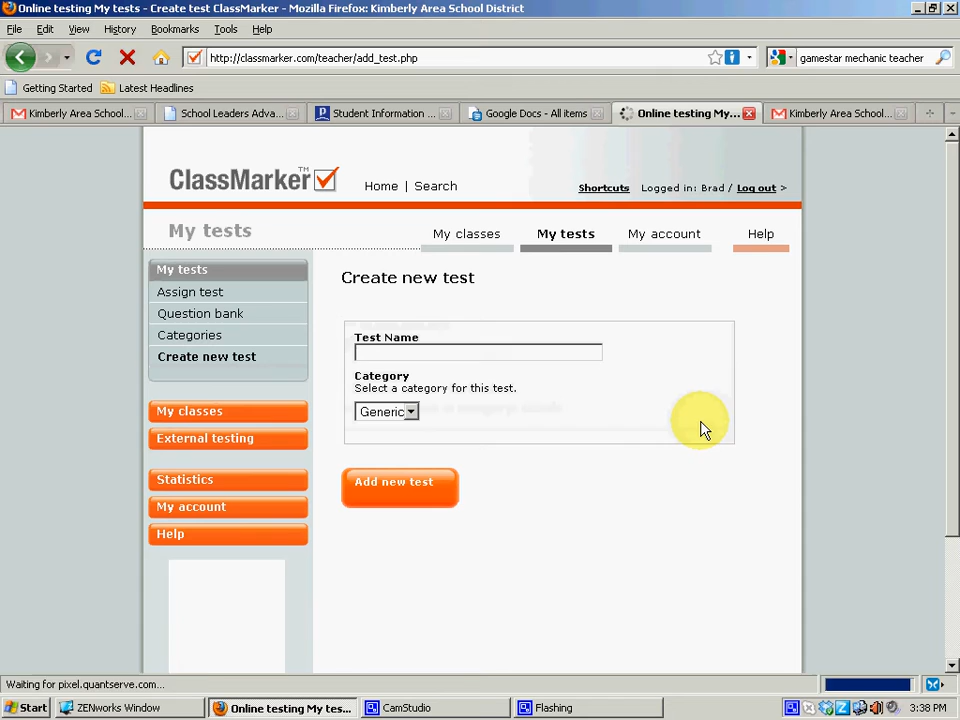 Online testing My tests - Create test ClassMarker - Mozilla Firefox: Kimberly Area School District
File Edit View History Bookmarks Tools Help
http://classmarker.com/teacher/add_test.php
gamestar mechanic teacher
Getting Started Latest Headlines
Kimberly Area School... School Leaders Adva... Student Information ... Google Docs - All items Online testing My... Kimberly Area School...
ClassMarker™
Home | Search
Shortcuts Logged in: Brad / Log out >
My tests
My classes My tests My account Help
My tests
Assign test
Question bank
Categories
Create new test
My classes
External testing
Statistics
My account
Help
Create new test
Test Name
Category
Select a category for this test.
Generic
Add new test
Waiting for pixel.quantserve.com...
Start ZENworks Window Online testing My tes... CamStudio Flashing 3:38 PM